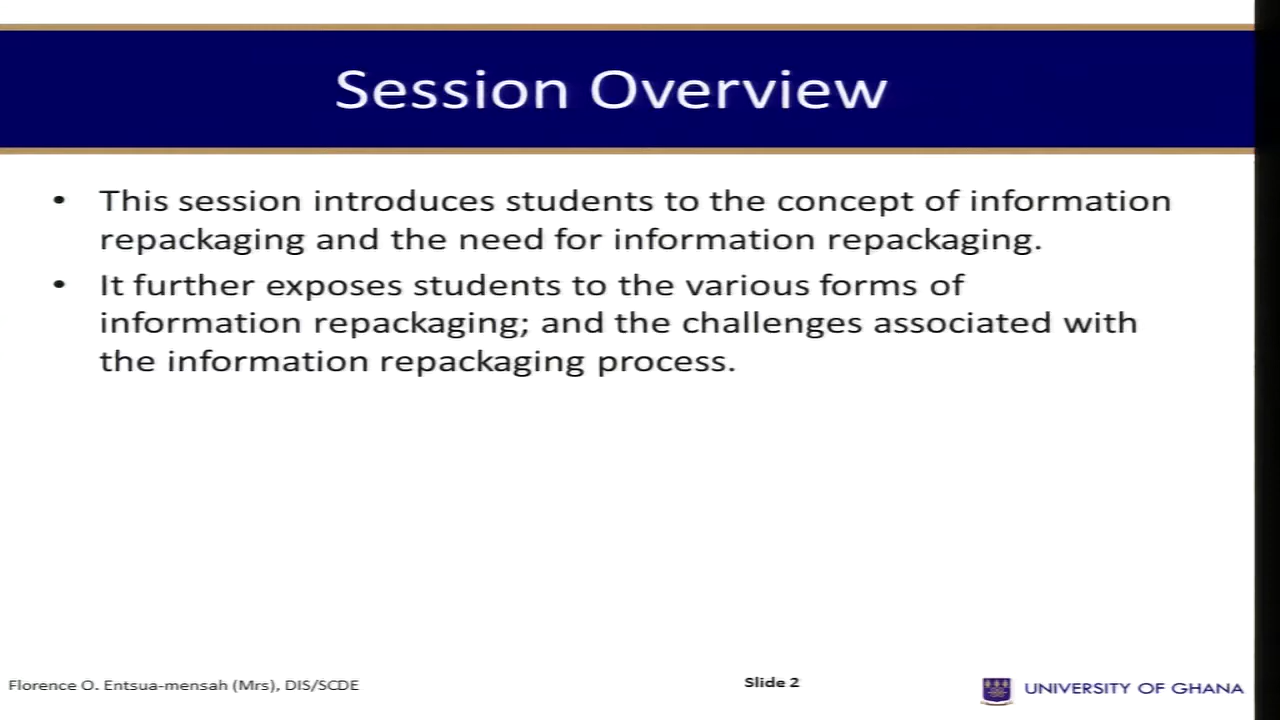 Session Overview
• This session introduces students to the concept of information
repackaging and the need for information repackaging.
• It further exposes students to the various forms of
information repackaging; and the challenges associated with
the information repackaging process.
Florence O. Entsua-mensah (Mrs), DIS/SCDE
Slide 2
UNIVERSITY OF GHANA